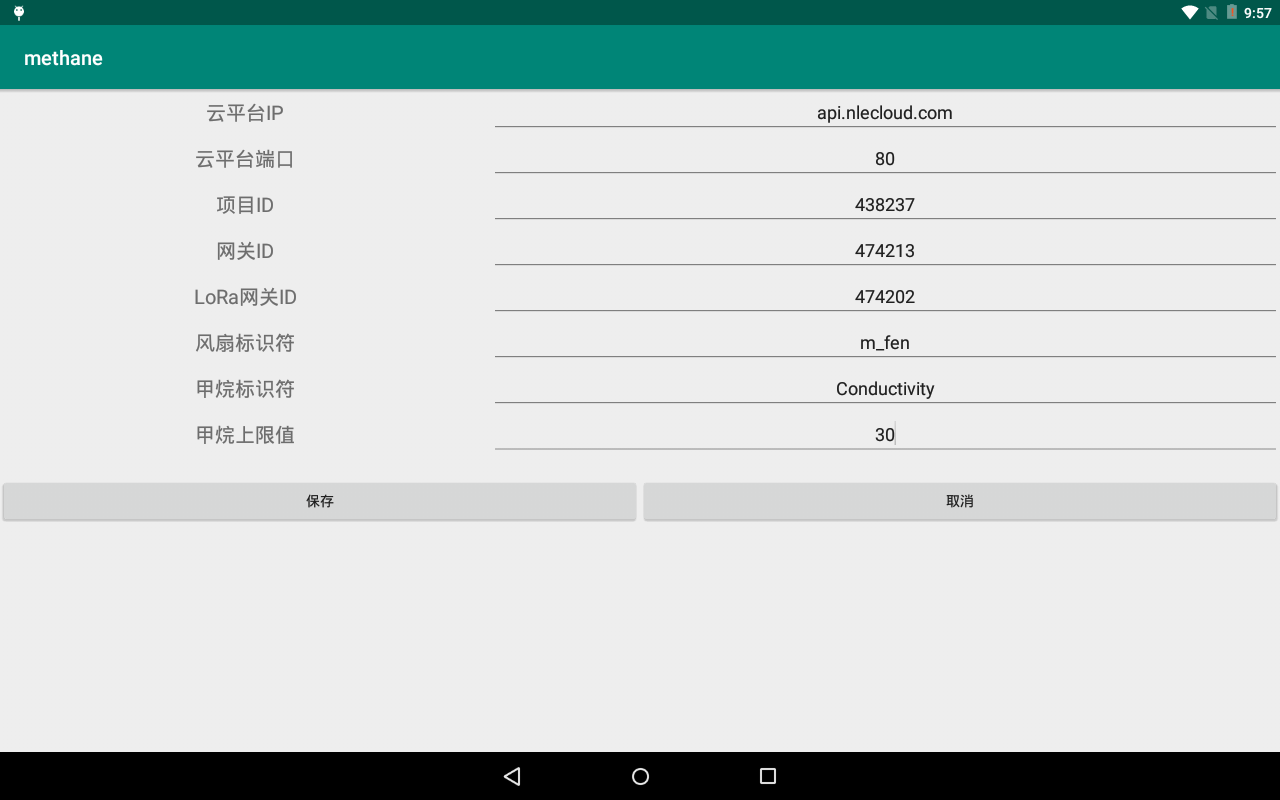 9:57
methane
云平台IP api.nlecloud.com
云平台端口 80
项目ID 438237
网关ID 474213
LoRa网关ID 474202
风扇标识符 m_fen
甲烷标识符 Conductivity
甲烷上限值 30
保存 取消